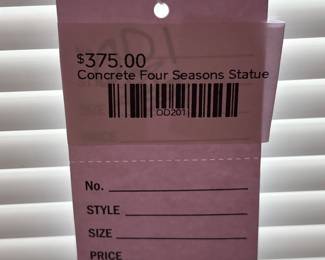 $375.00
Concrete Four Seasons Statue
OD201
No.
STYLE
SIZE
PRICE